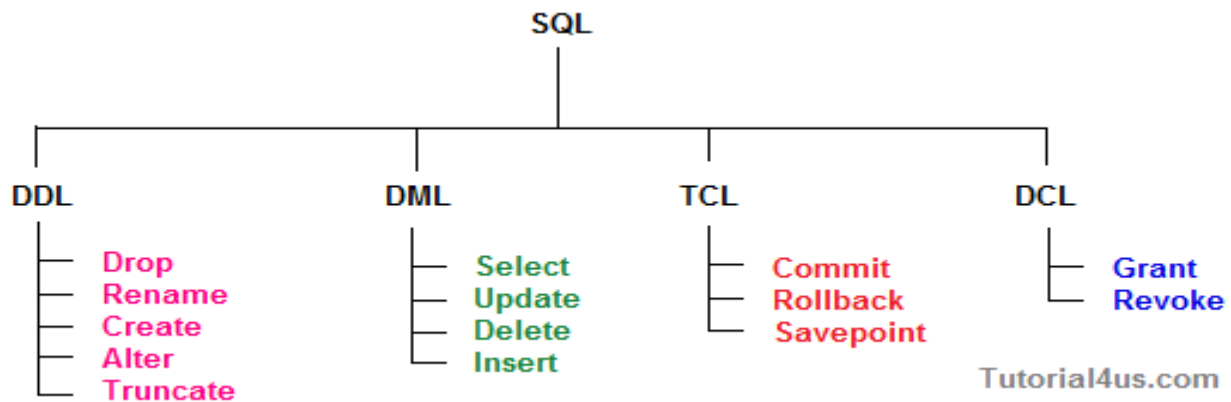 SQL
DDL
DML
TCL
DCL
Drop
Rename
Create
Alter
Truncate
Select
Update
Delete
Insert
Commit
Rollback
Savepoint
Grant
Revoke
Tutorial4us.com